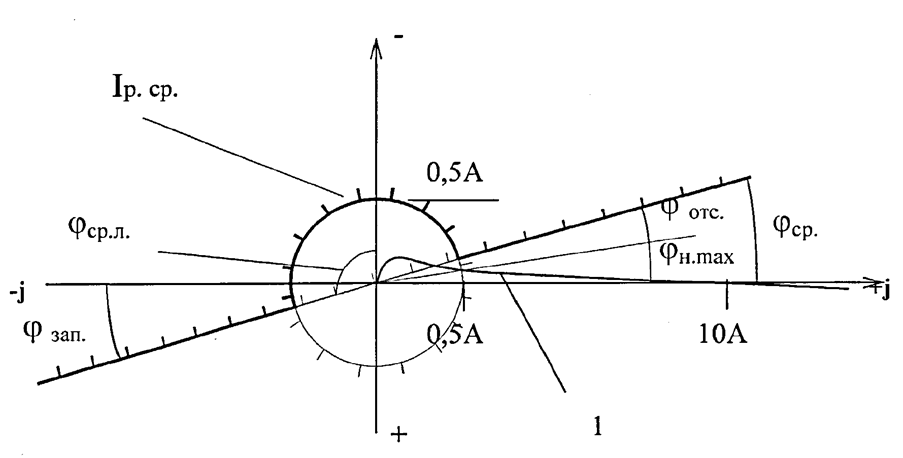 -
Iр. ср.
0,5А
φср.л.
φ отс.
φср.
φн.max
-j
+j
φ зап.
0,5А
10А
+
1